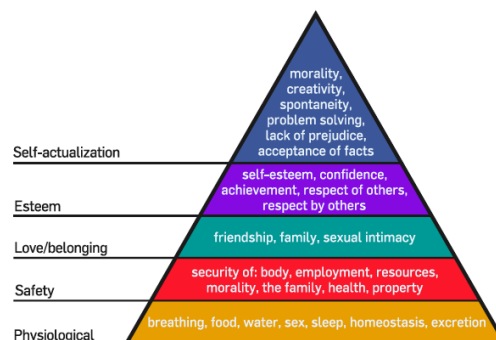 morality,
creativity,
spontaneity,
problem solving,
lack of prejudice,
acceptance of facts
Self-actualization
self-esteem, confidence,
achievement, respect of others,
respect by others
Esteem
friendship, family, sexual intimacy
Love/belonging
security of: body, employment, resources,
morality, the family, health, property
Safety
breathing, food, water, sex, sleep, homeostasis, excretion
Physiological